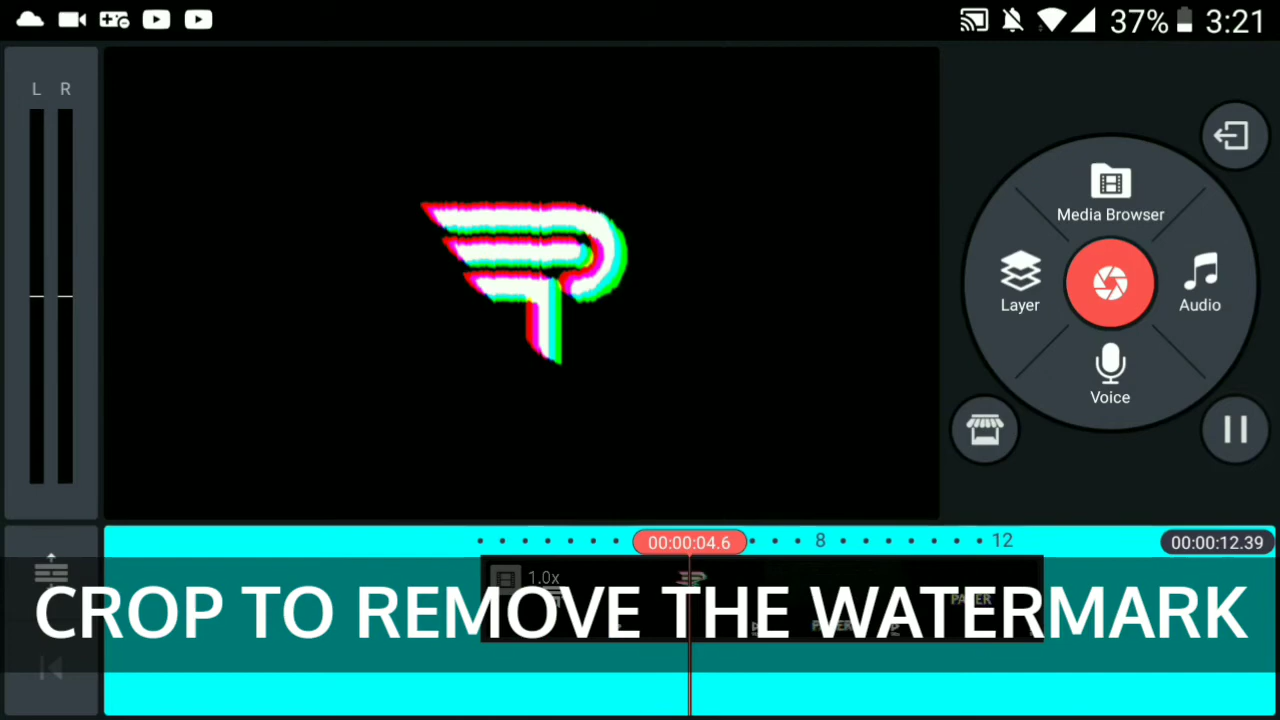 37% 3:21
L R
Media Browser
Layer
Audio
Voice
00:00:04.6 8 12 00:00:12.39
1.0x
CROP TO REMOVE THE WATERMARK